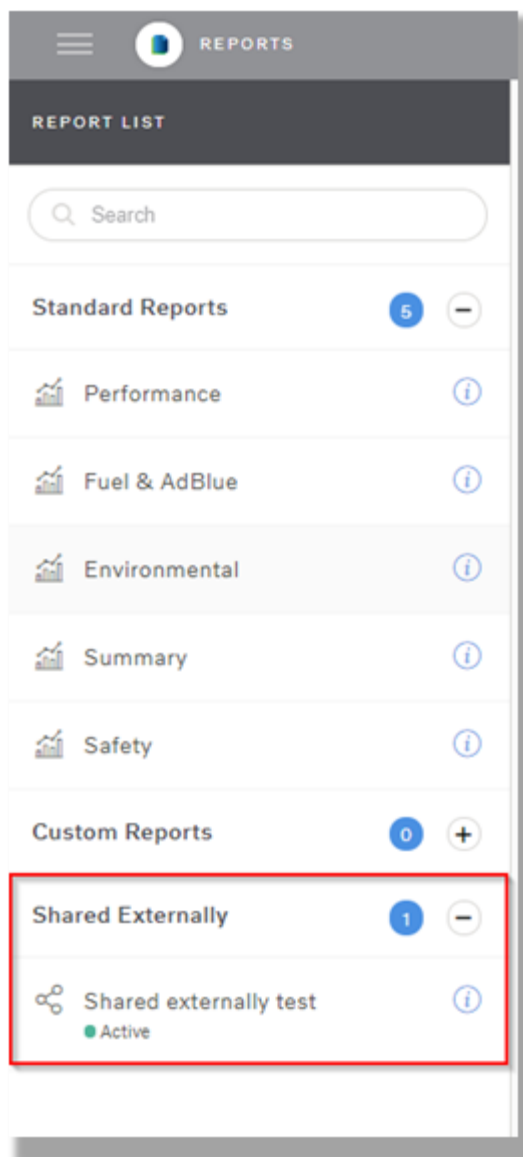 REPORTS
REPORT LIST
Search
Standard Reports 5
Performance
Fuel & AdBlue
Environmental
Summary
Safety
Custom Reports 0
Shared Externally 1
Shared externally test
Active